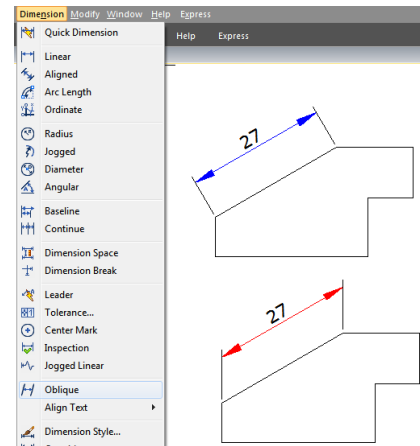 Dimension Modify Window Help Express
Help Express
Quick Dimension
Linear
Aligned
Arc Length
Ordinate
Radius
Jogged
Diameter
Angular
Baseline
Continue
Dimension Space
Dimension Break
Leader
Tolerance...
Center Mark
Inspection
Jogged Linear
Oblique
Align Text
Dimension Style...
27
27